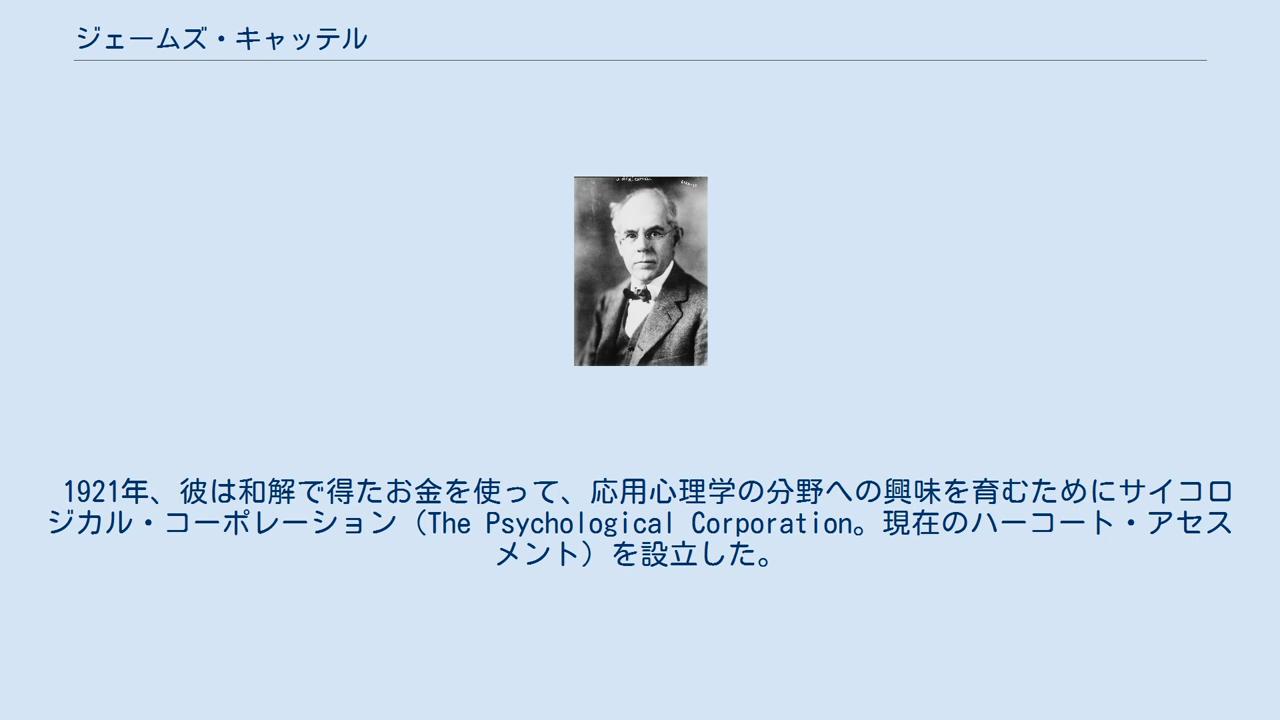 ジェームズ・キャッテル
1921年、彼は和解で得たお金を使って、応用心理学の分野への興味を育むためにサイコロ
ジカル・コーポレーション（The Psychological Corporation。現在のハーコート・アセス
メント）を設立した。